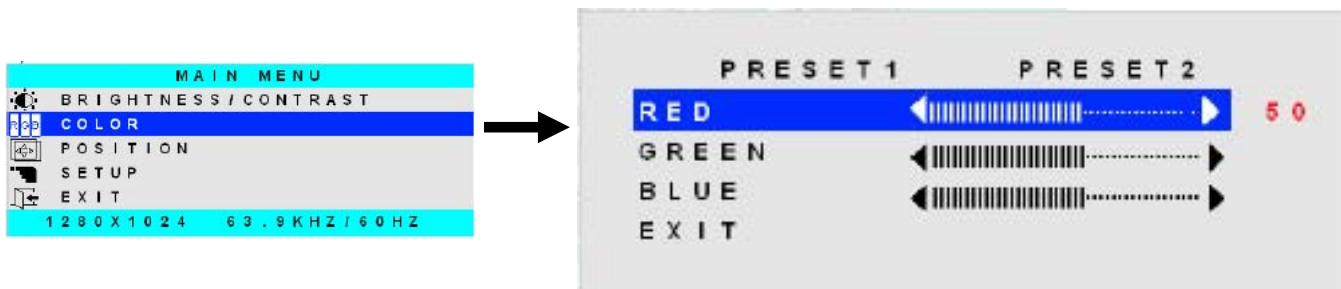 MAIN MENU
BRIGHTNESS/CONTRAST
RGB COLOR
POSITION
SETUP
EXIT
1280X1024 63.9KHZ/60HZ
PRESET1 PRESET2
RED 50
GREEN
BLUE
EXIT